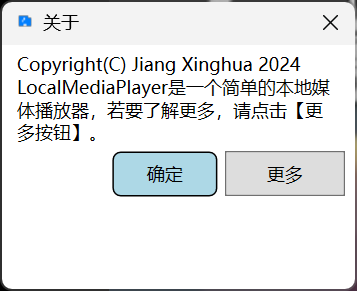 关于
Copyright(C) Jiang Xinghua 2024
LocalMediaPlayer是一个简单的本地媒
体播放器，若要了解更多，请点击【更
多按钮】。
确定 更多